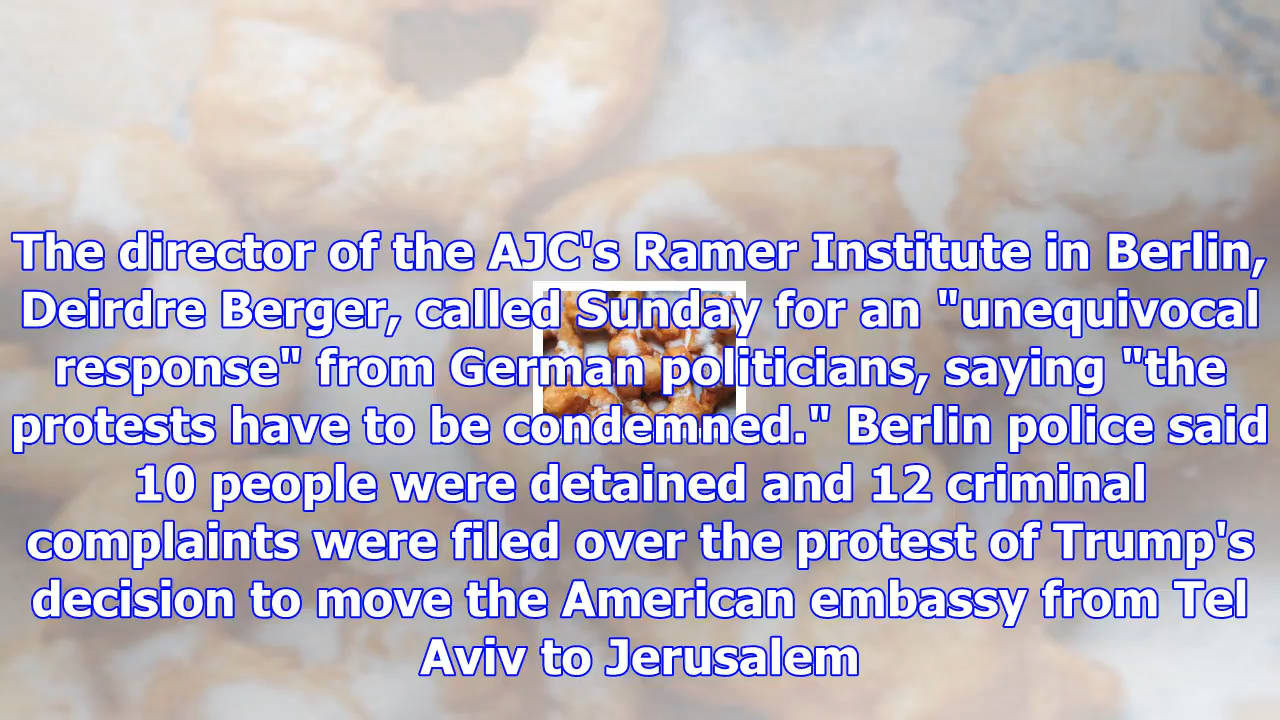 The director of the AJC's Ramer Institute in Berlin,
Deirdre Berger, called Sunday for an "unequivocal
response" from German politicians, saying "the
protests have to be condemned." Berlin police said
10 people were detained and 12 criminal
complaints were filed over the protest of Trump's
decision to move the American embassy from Tel
Aviv to Jerusalem